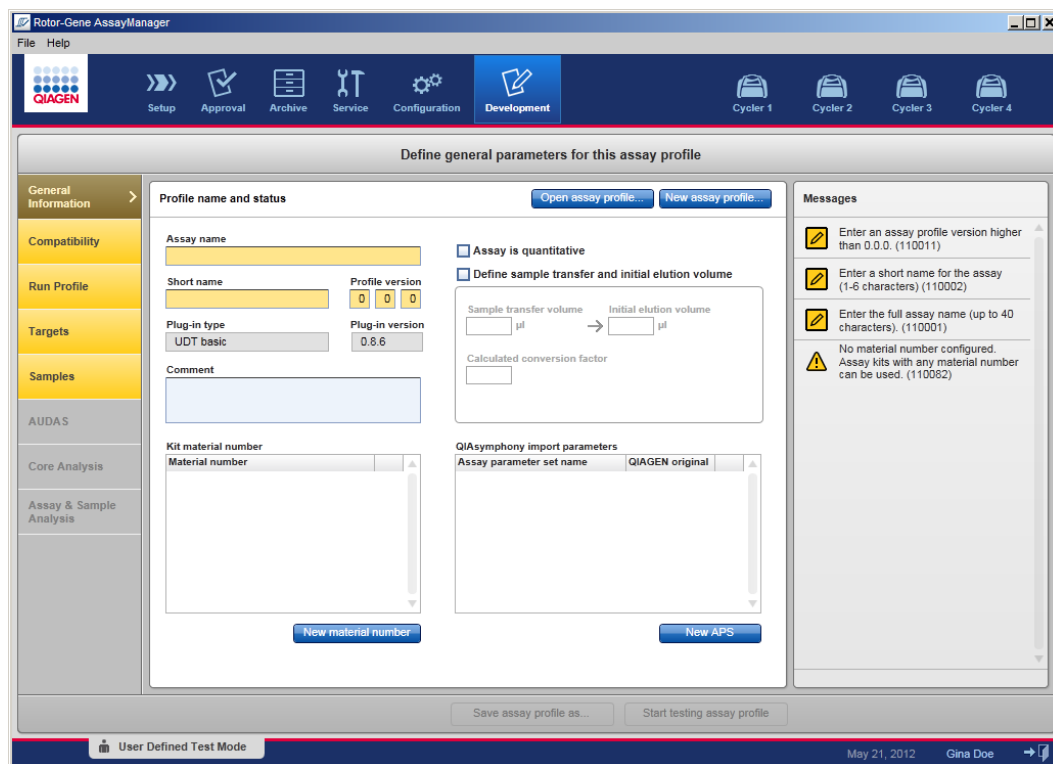 Rotor-Gene AssayManager
File Help
QIAGEN
Setup
Approval
Archive
Service
Configuration
Development
Cycler 1
Cycler 2
Cycler 3
Cycler 4
Define general parameters for this assay profile
General
Information
Compatibility
Run Profile
Targets
Samples
AUDAS
Core Analysis
Assay & Sample
Analysis
Profile name and status
Open assay profile...
New assay profile...
Assay name
Short name
Profile version
0 0 0
Plug-in type
Plug-in version
UDT basic
0.8.6
Comment
Assay is quantitative
Define sample transfer and initial elution volume
Sample transfer volume
Initial elution volume
µl
µl
Calculated conversion factor
Kit material number
Material number
New material number
QIAsymphony import parameters
Assay parameter set name
QIAGEN original
New APS
Messages
Enter an assay profile version higher
than 0.0.0. (110011)
Enter a short name for the assay
(1-6 characters) (110002)
Enter the full assay name (up to 40
characters). (110001)
No material number configured.
Assay kits with any material number
can be used. (110082)
Save assay profile as...
Start testing assay profile
User Defined Test Mode
May 21, 2012
Gina Doe